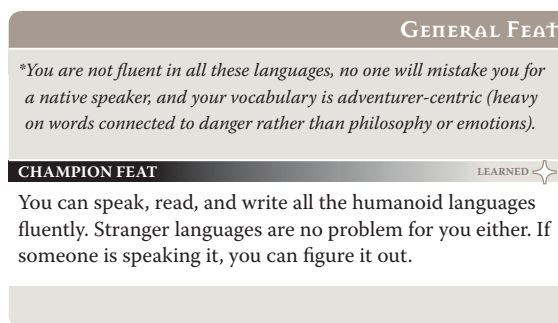 General Feat
*You are not fluent in all these languages, no one will mistake you for
a native speaker, and your vocabulary is adventurer-centric (heavy
on words connected to danger rather than philosophy or emotions).
CHAMPION FEAT LEARNED
You can speak, read, and write all the humanoid languages
fluently. Stranger languages are no problem for you either. If
someone is speaking it, you can figure it out.